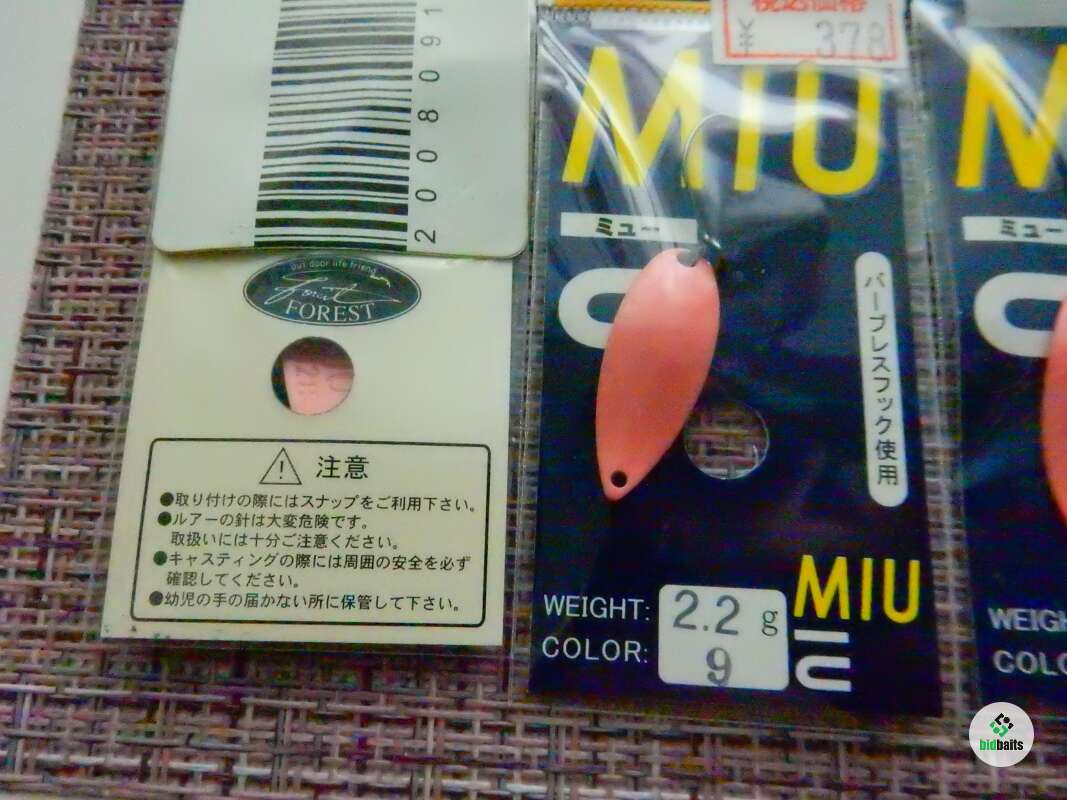 2008091
out door life friend
Forest
FOREST
注意
●取り付けの際にはスナップをご利用下さい。
●ルアーの針は大変危険です。
取扱いには十分ご注意ください。
●キャスティングの際には周囲の安全を必ず
確認してください。
●幼児の手の届かない所に保管して下さい。
税込価格
¥ 378
MIU
ミュー
バーブレスフック使用
WEIGHT: 2.2 g
COLOR: 9
MIU
ミュー
bidbaits